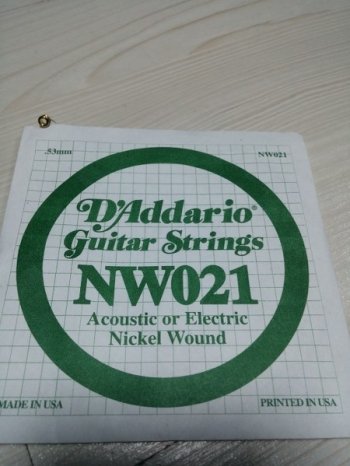 .53mm NW021
D'Addario®
Guitar Strings
NW021
Acoustic or Electric
Nickel Wound
MADE IN USA PRINTED IN USA